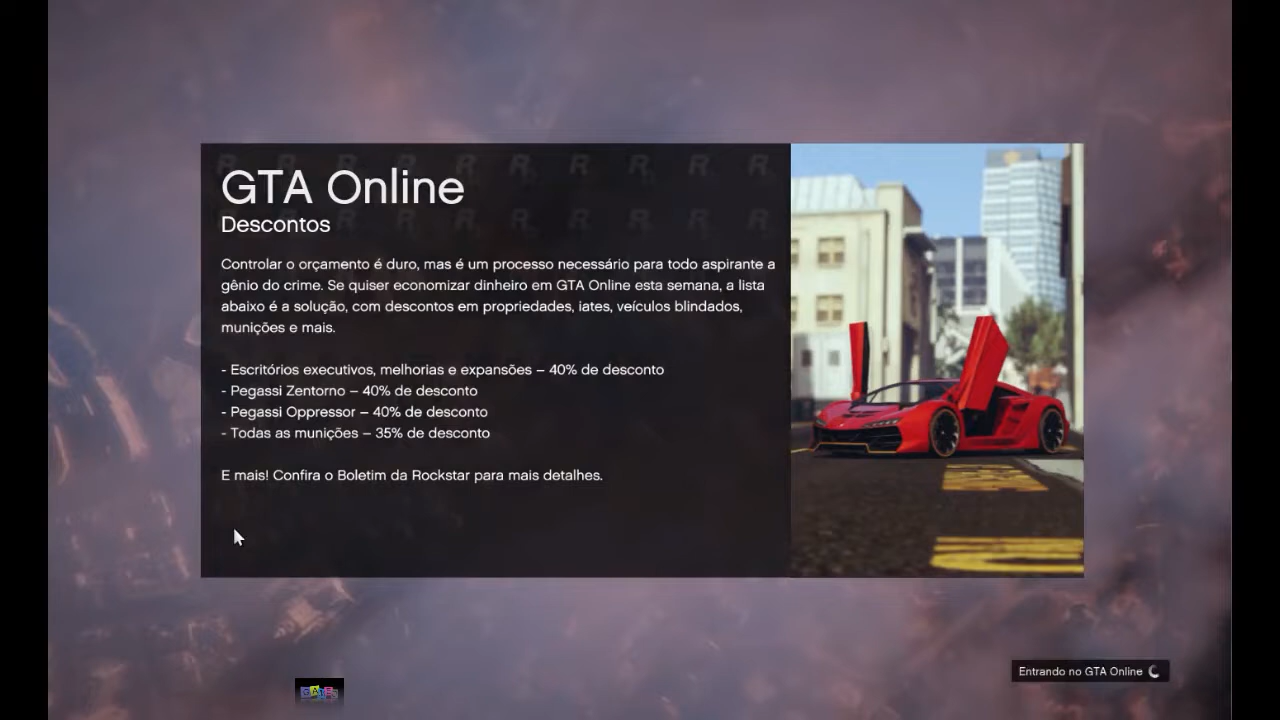 GTA Online
Descontos
Controlar o orçamento é duro, mas é um processo necessário para todo aspirante a
gênio do crime. Se quiser economizar dinheiro em GTA Online esta semana, a lista
abaixo é a solução, com descontos em propriedades, iates, veículos blindados,
munições e mais.
- Escritórios executivos, melhorias e expansões – 40% de desconto
- Pegassi Zentorno – 40% de desconto
- Pegassi Oppressor – 40% de desconto
- Todas as munições – 35% de desconto
E mais! Confira o Boletim da Rockstar para mais detalhes.
Entrando no GTA Online